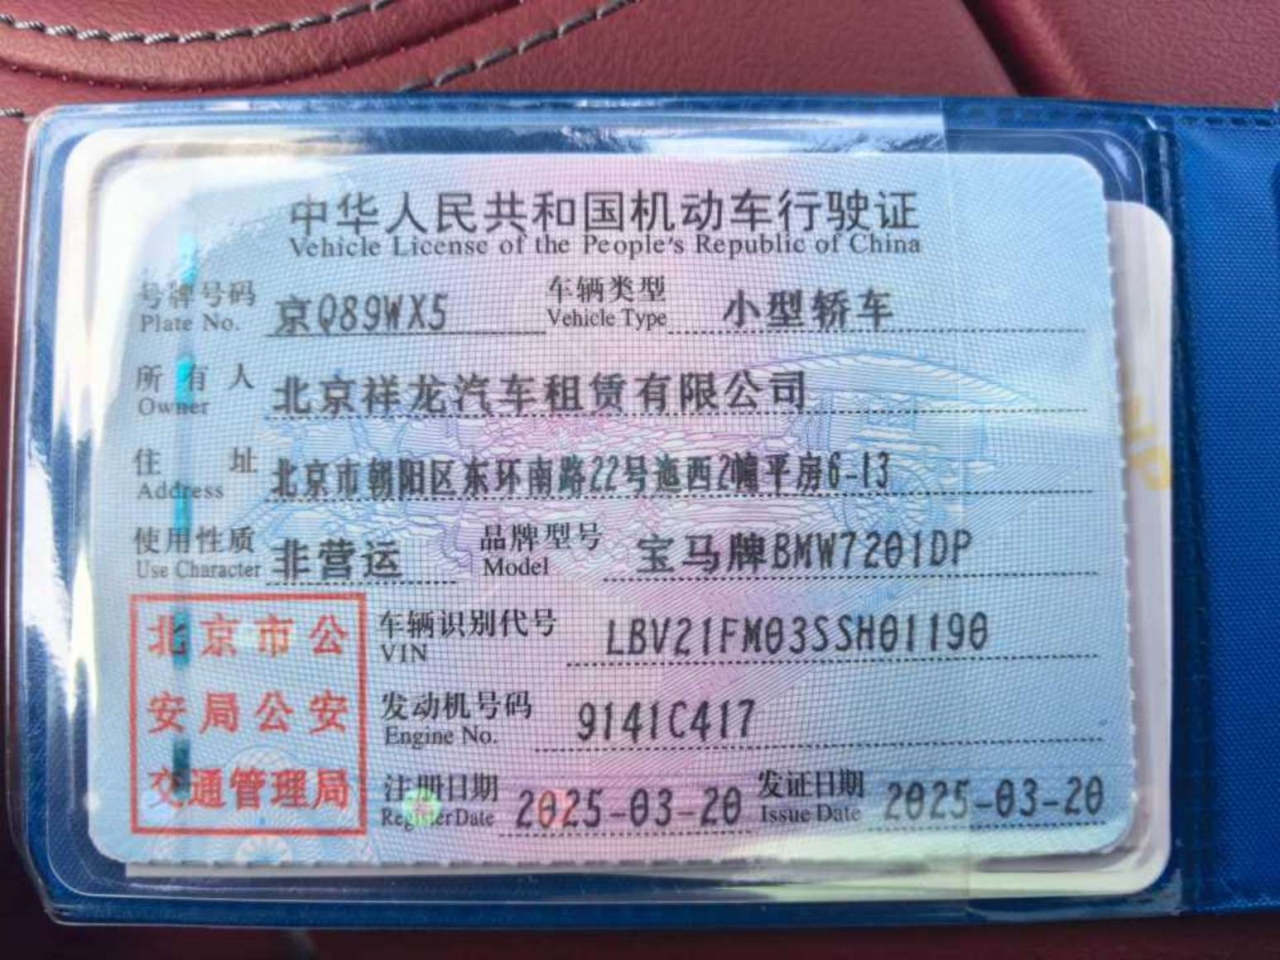 中华人民共和国机动车行驶证
Vehicle License of the People's Republic of China
号牌号码 京Q89WX5 车辆类型 小型轿车
Plate No. Vehicle Type
所有人 北京祥龙汽车租赁有限公司
Owner
住址 北京市朝阳区东环南路22号迤西2幢平房6-13
Address
使用性质 非营运 品牌型号 宝马牌BMW7201DP
Use Character Model
车辆识别代号 LBV21FM03SSH01190
VIN
发动机号码 9141C417
Engine No.
注册日期 2025-03-20 发证日期 2025-03-20
Register Date Issue Date
北京市公
安局公安
交通管理局